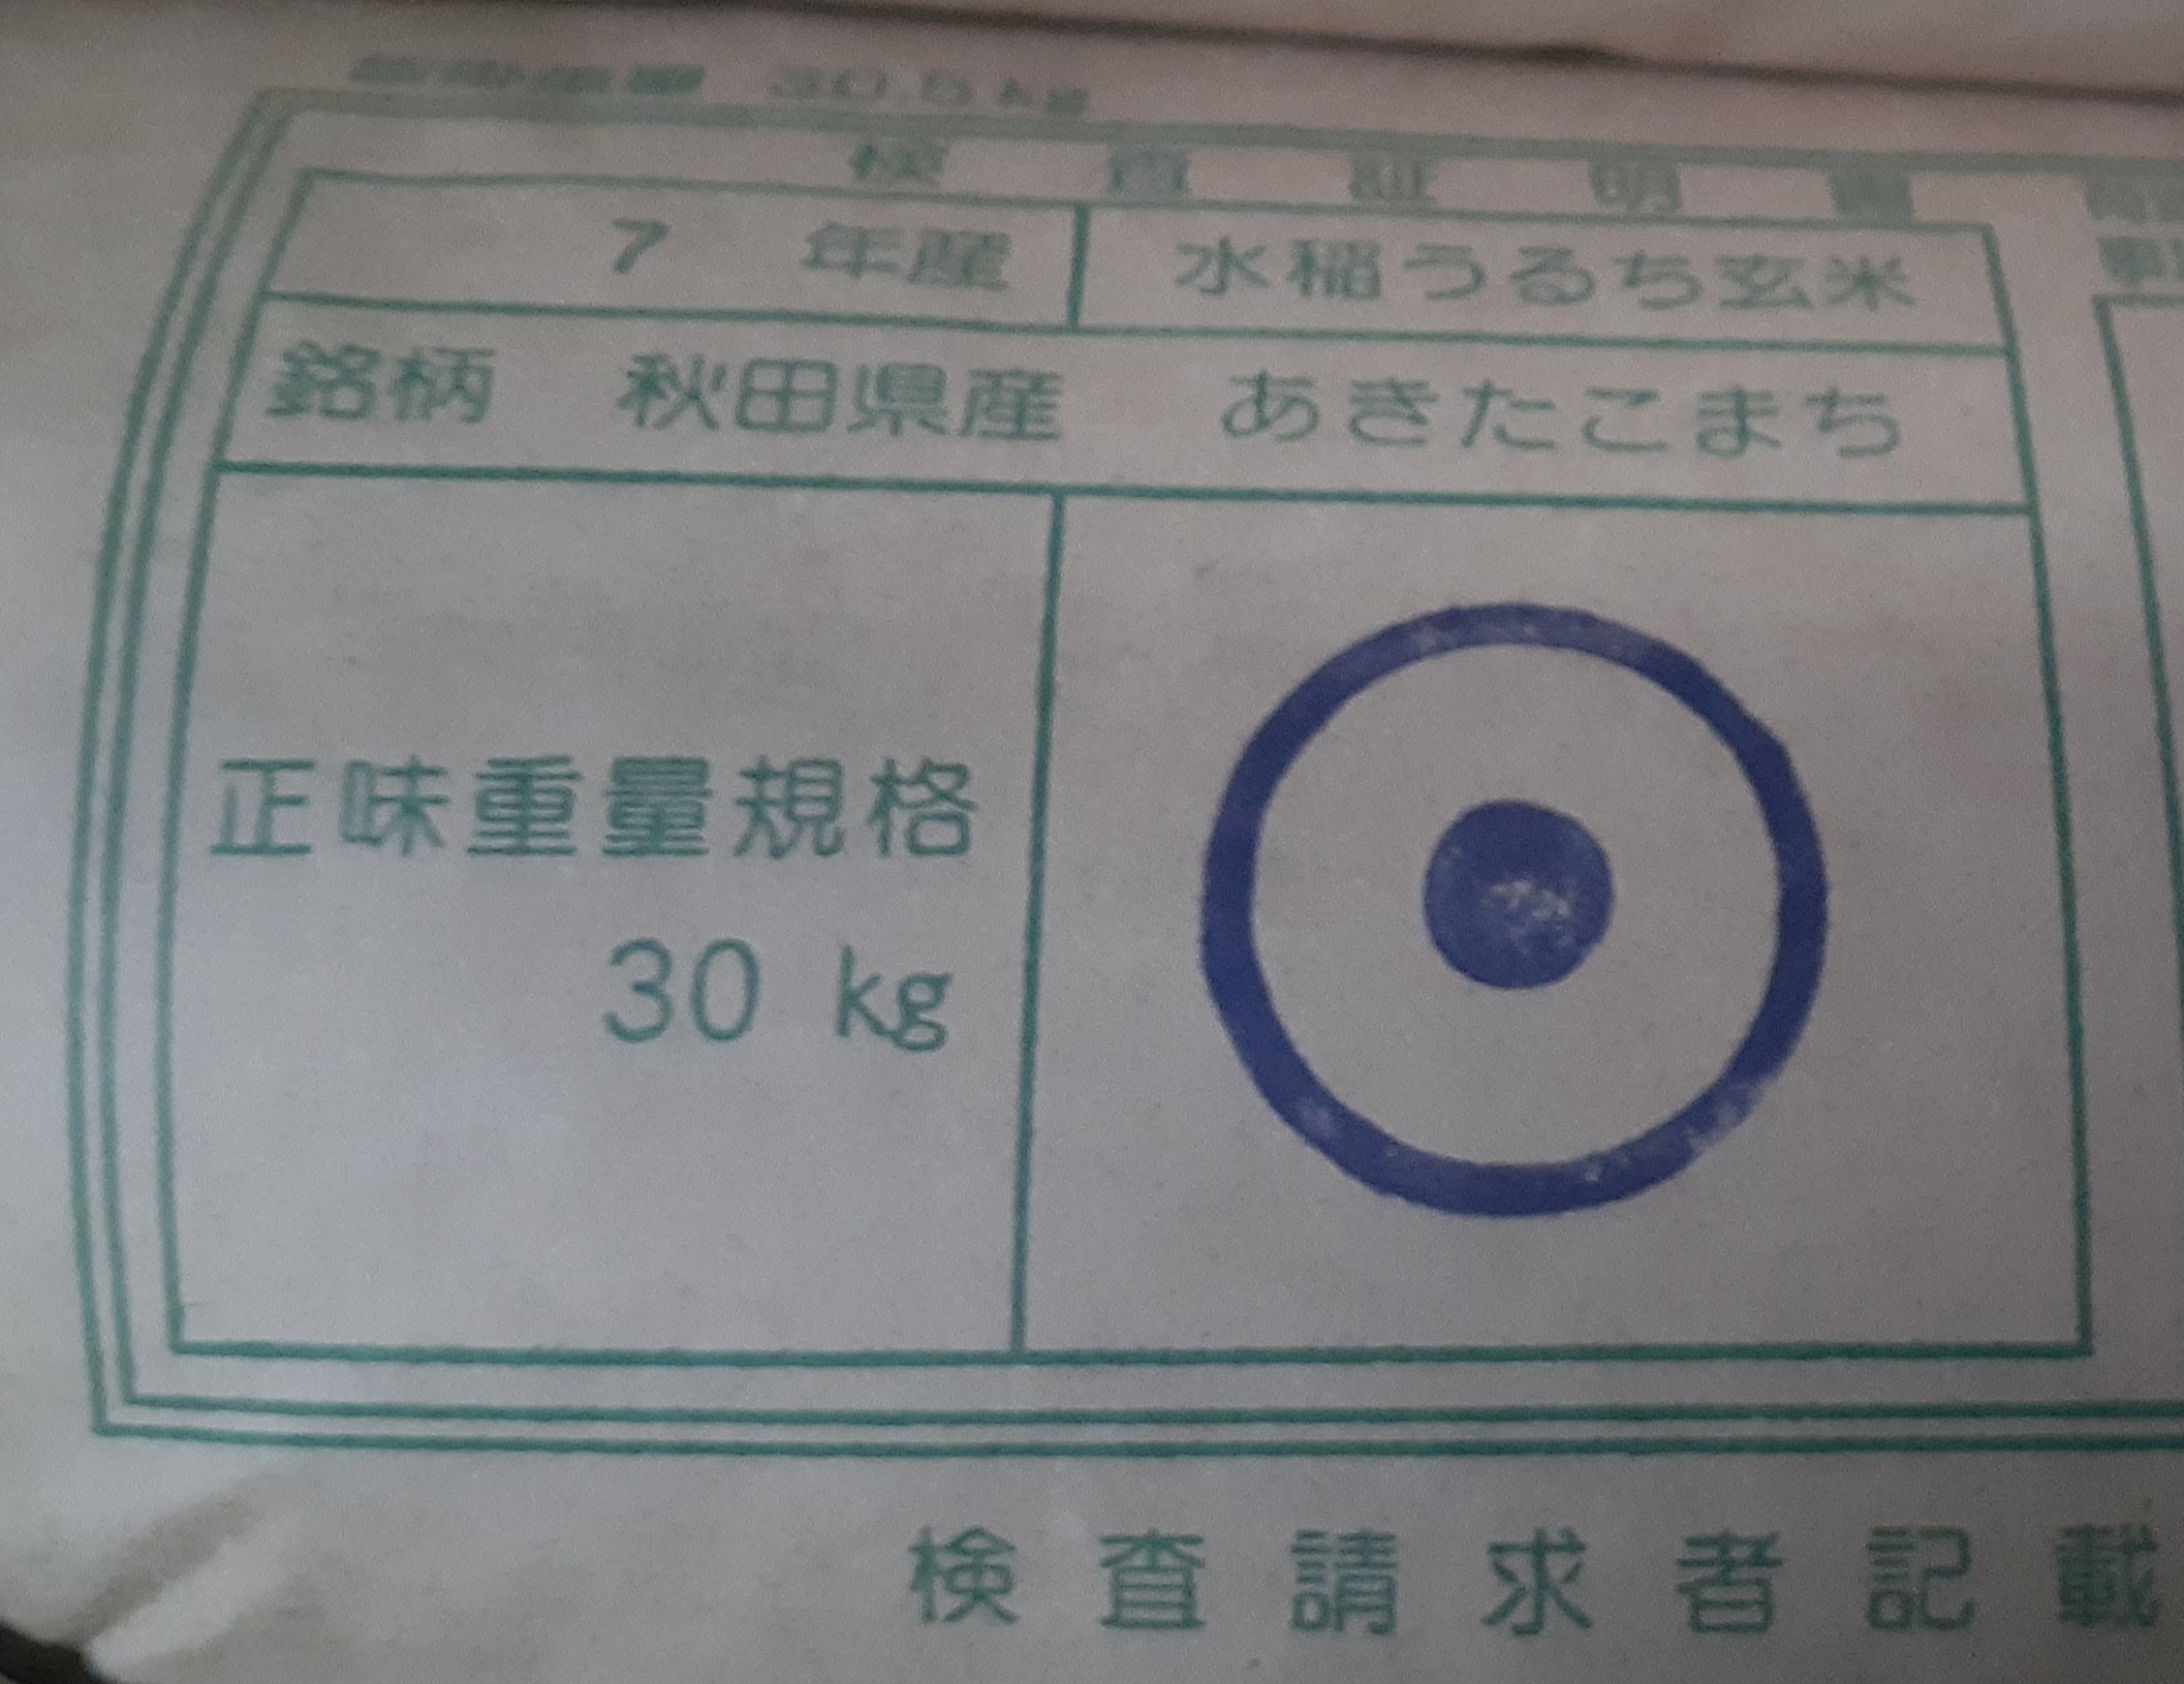 30.5kg
検査証明書
7 年産 水稲うるち玄米
銘柄 秋田県産 あきたこまち
正味重量規格
30 kg
検査請求者記載